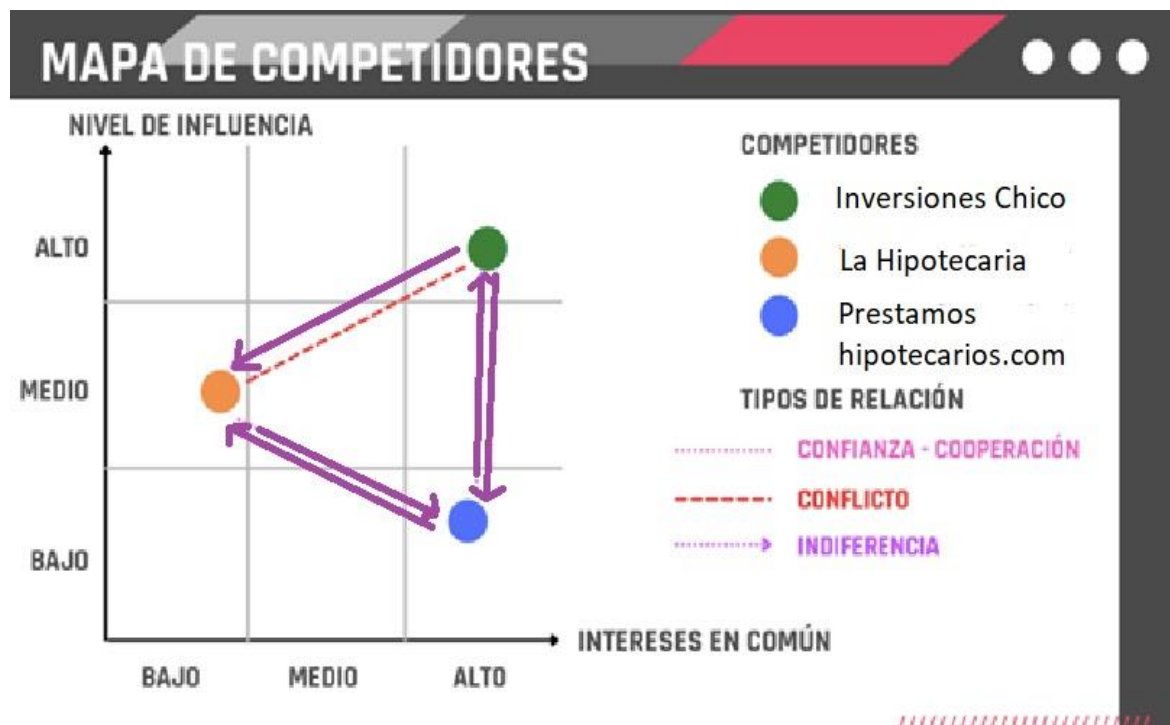 MAPA DE COMPETIDORES
NIVEL DE INFLUENCIA
ALTO
MEDIO
BAJO
BAJO
MEDIO
ALTO
INTERESES EN COMÚN
COMPETIDORES
Inversiones Chico
La Hipotecaria
Prestamos
hipotecarios.com
TIPOS DE RELACIÓN
CONFIANZA - COOPERACIÓN
CONFLICTO
INDIFERENCIA